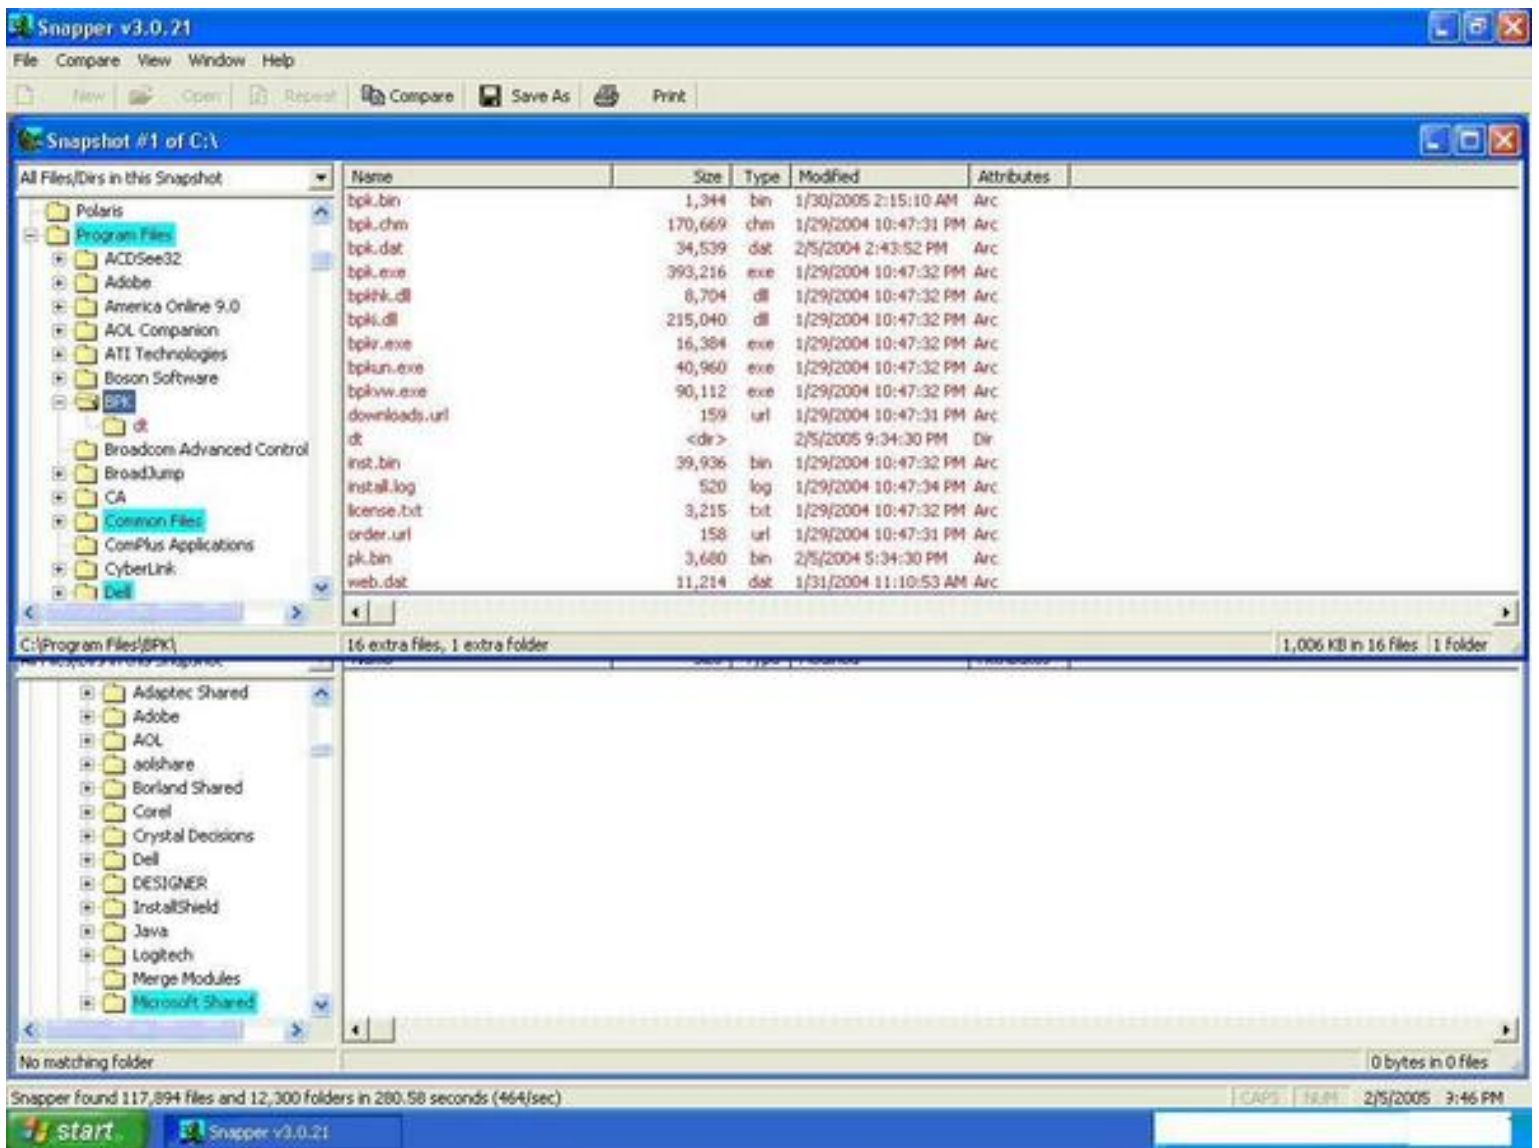 Snapper v3.0.21
File Compare View Window Help
New Open Repeat Compare Save As Print
Snapshot #1 of C:\
All Files/Dirs in this Snapshot
Polaris
Program Files
ACDSee32
Adobe
America Online 9.0
AOL Companion
ATI Technologies
Boson Software
BPK
dt
Broadcom Advanced Control
BroadJump
CA
Common Files
ComPlus Applications
CyberLink
Dell
Name Size Type Modified Attributes
bpk.bin 1,344 bin 1/30/2005 2:15:10 AM Arc
bpk.chm 170,669 chm 1/29/2004 10:47:31 PM Arc
bpk.dat 34,539 dat 2/5/2004 2:43:52 PM Arc
bpk.exe 393,216 exe 1/29/2004 10:47:32 PM Arc
bpkhk.dll 8,704 dll 1/29/2004 10:47:32 PM Arc
bpki.dll 215,040 dll 1/29/2004 10:47:32 PM Arc
bpkr.exe 16,384 exe 1/29/2004 10:47:32 PM Arc
bpkun.exe 40,960 exe 1/29/2004 10:47:32 PM Arc
bpkvw.exe 90,112 exe 1/29/2004 10:47:32 PM Arc
downloads.url 159 url 1/29/2004 10:47:31 PM Arc
dt <dir> 2/5/2005 9:34:30 PM Dir
inst.bin 39,936 bin 1/29/2004 10:47:32 PM Arc
install.log 520 log 1/29/2004 10:47:34 PM Arc
license.txt 3,215 txt 1/29/2004 10:47:32 PM Arc
order.url 158 url 1/29/2004 10:47:31 PM Arc
pk.bin 3,680 bin 2/5/2004 5:34:30 PM Arc
web.dat 11,214 dat 1/31/2004 11:10:53 AM Arc
C:\Program Files\BPK\ 16 extra files, 1 extra folder 1,006 KB in 16 files 1 folder
All Files/Dirs in this Snapshot Name Size Type Modified Attributes
Adaptec Shared
Adobe
AOL
aolshare
Borland Shared
Corel
Crystal Decisions
Dell
DESIGNER
InstallShield
Java
Logitech
Merge Modules
Microsoft Shared
No matching folder 0 bytes in 0 files
Snapper found 117,894 files and 12,300 folders in 280.58 seconds (464/sec) CAPS NUM 2/5/2005 3:46 PM
start Snapper v3.0.21